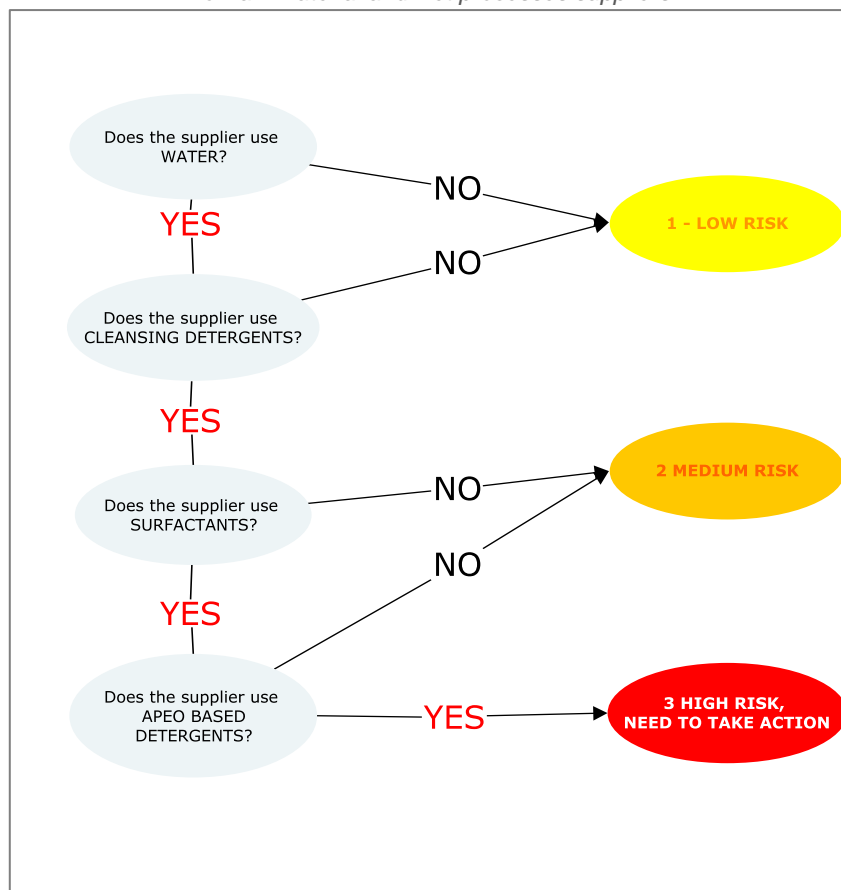 Does the supplier use
WATER?
NO
1 - LOW RISK
YES
NO
Does the supplier use
CLEANSING DETERGENTS?
YES
2 MEDIUM RISK
NO
Does the supplier use
SURFACTANTS?
NO
YES
Does the supplier use
APEO BASED
DETERGENTS?
YES
3 HIGH RISK,
NEED TO TAKE ACTION